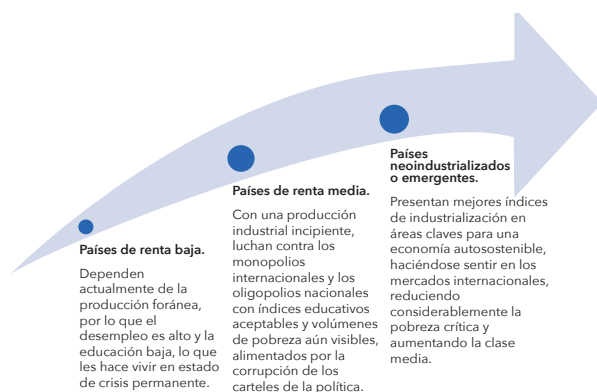 Países de renta baja.
Dependen
actualmente de la
producción foránea,
por lo que el
desempleo es alto y la
educación baja, lo que
les hace vivir en estado
de crisis permanente.
Países de renta media.
Con una producción
industrial incipiente,
luchan contra los
monopolios
internacionales y los
oligopolios nacionales
con índices educativos
aceptables y volúmenes
de pobreza aún visibles,
alimentados por la
corrupción de los
carteles de la política.
Países
neoindustrializados
o emergentes.
Presentan mejores índices
de industrialización en
áreas claves para una
economía autosostenible,
haciéndose sentir en los
mercados internacionales,
reduciendo
considerablemente la
pobreza crítica y
aumentando la clase
media.